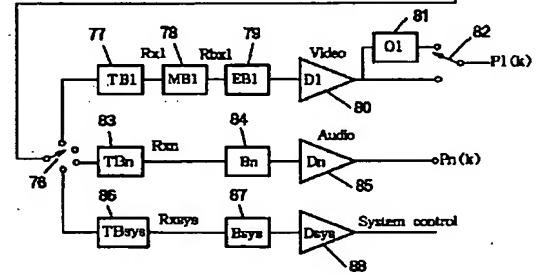 81
77 78 79 82
Rx1 Rbx1 Video O1
TB1 MB1 EB1 D1 P1(k)
80
83 84 Audio
76 Rxn
TBn Bn Dn Pn(k)
86 87 85
Rxsys System control
TBsys Bsys Dsys
88